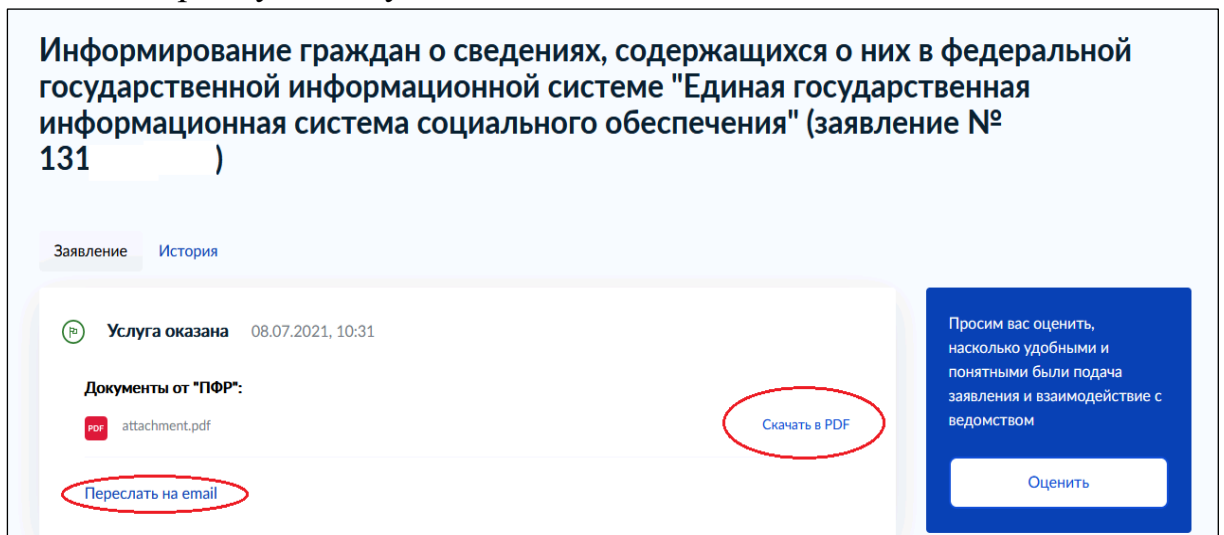 Информирование граждан о сведениях, содержащихся о них в федеральной
государственной информационной системе "Единая государственная
информационная система социального обеспечения" (заявление №
131 )
Заявление История
Услуга оказана 08.07.2021, 10:31
Документы от "ПФР":
PDF attachment.pdf Скачать в PDF
Переслать на email
Просим вас оценить,
насколько удобными и
понятными были подача
заявления и взаимодействие с
ведомством
Оценить